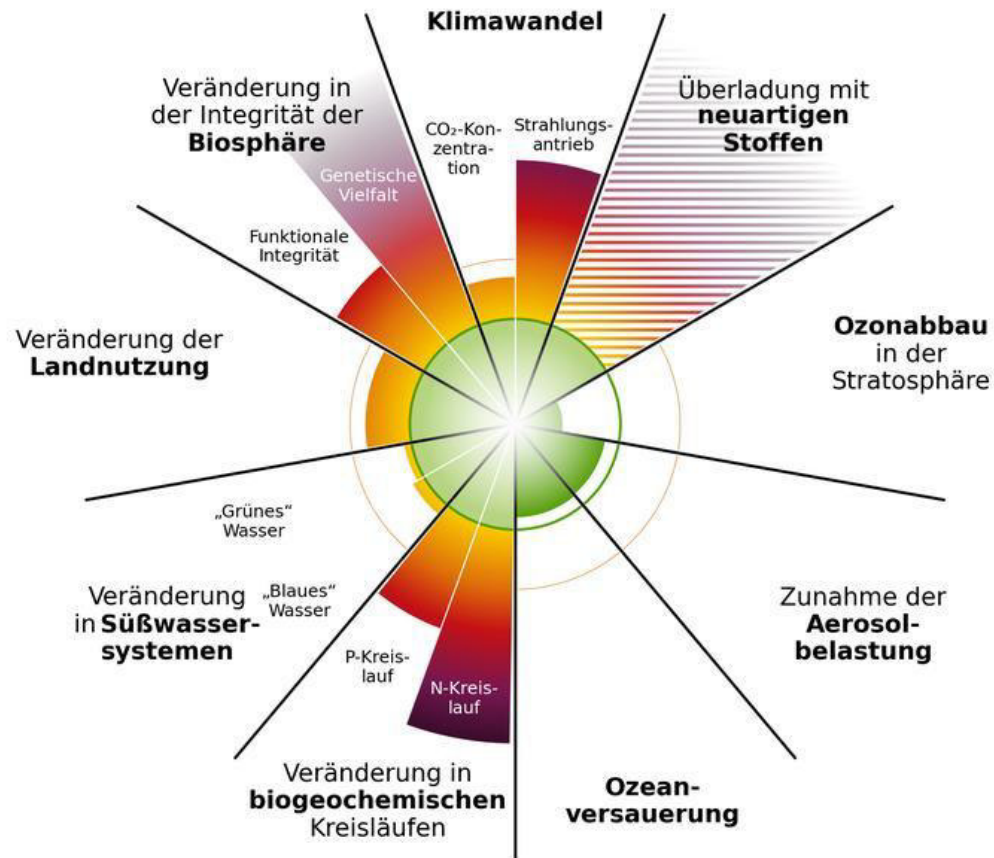 Klimawandel
CO₂-Kon-
zentra-
tion
Strahlungs-
antrieb
Überladung mit
neuartigen
Stoffen
Ozonabbau
in der
Stratosphäre
Zunahme der
Aerosol-
belastung
Ozean-
versauerung
Veränderung in
biogeochemischen
Kreisläufen
P-Kreis-
lauf
N-Kreis-
lauf
Veränderung
in Süßwasser-
systemen
„Grünes“
Wasser
„Blaues“
Wasser
Veränderung der
Landnutzung
Veränderung in
der Integrität der
Biosphäre
Funktionale
Integrität
Genetische
Vielfalt